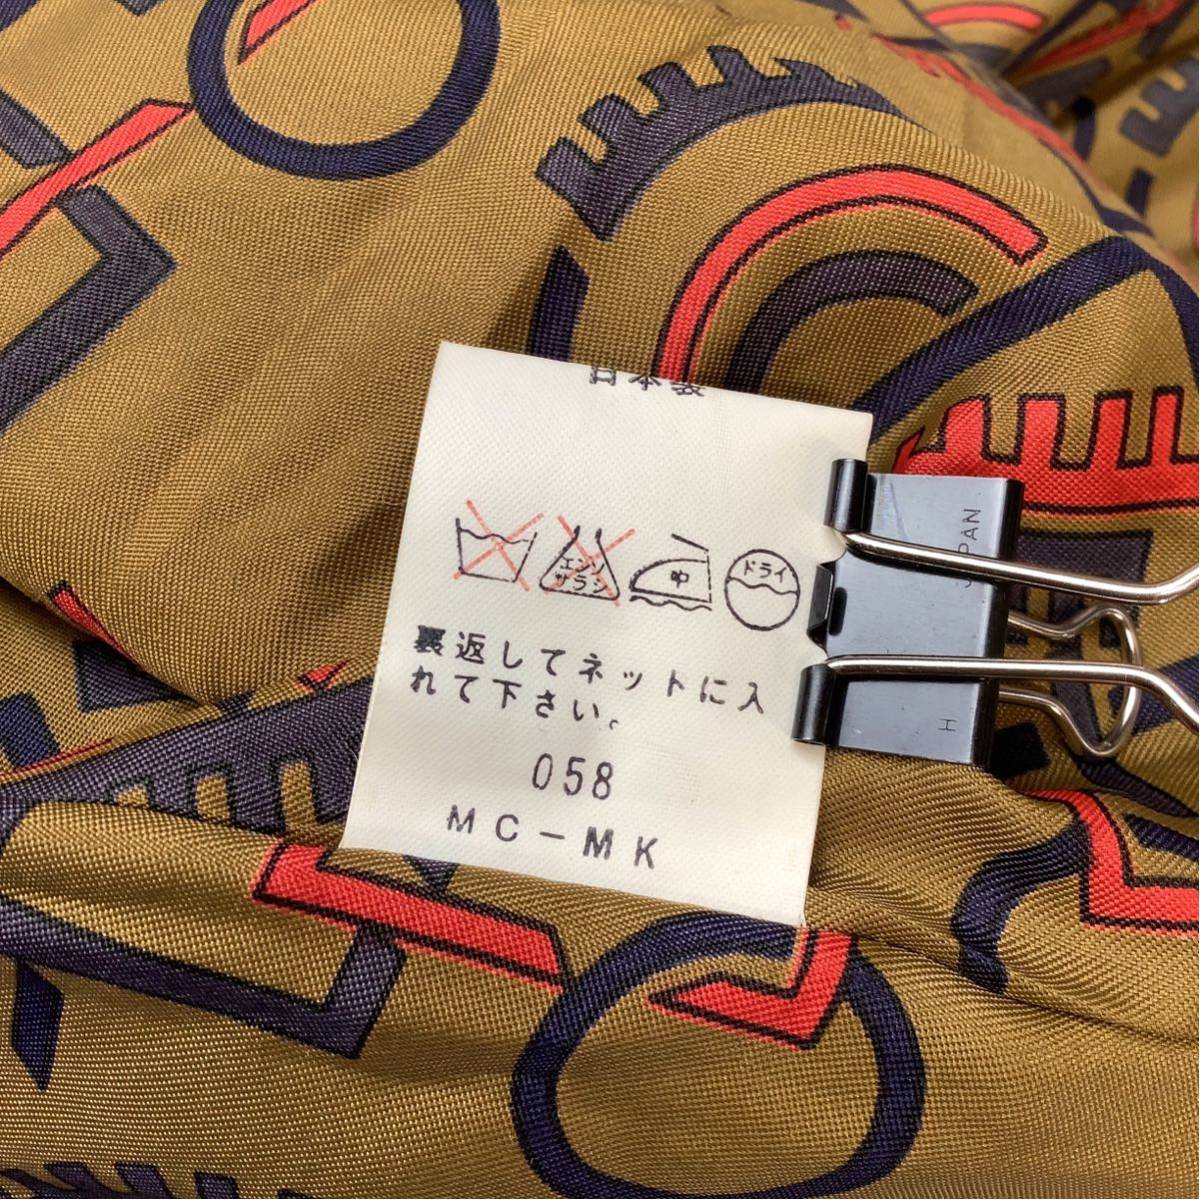 日本製
エンソ
サラシ
中
ドライ
裏返してネットに入
れて下さい。
058
MC-MK
JAPAN
H